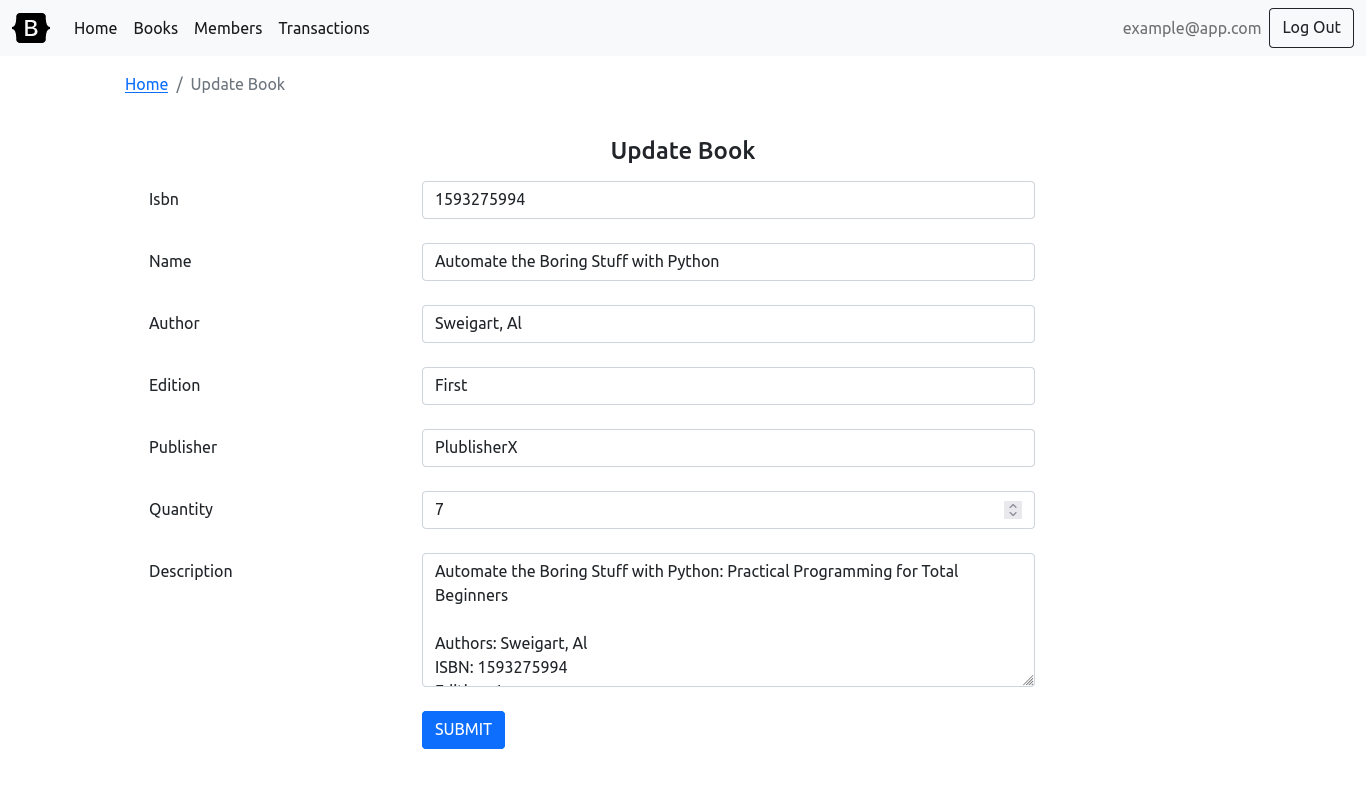 B Home Books Members Transactions example@app.com Log Out
Home / Update Book
Update Book
Isbn 1593275994
Name Automate the Boring Stuff with Python
Author Sweigart, Al
Edition First
Publisher PlublisherX
Quantity 7
Description Automate the Boring Stuff with Python: Practical Programming for Total
Beginners
Authors: Sweigart, Al
ISBN: 1593275994
SUBMIT